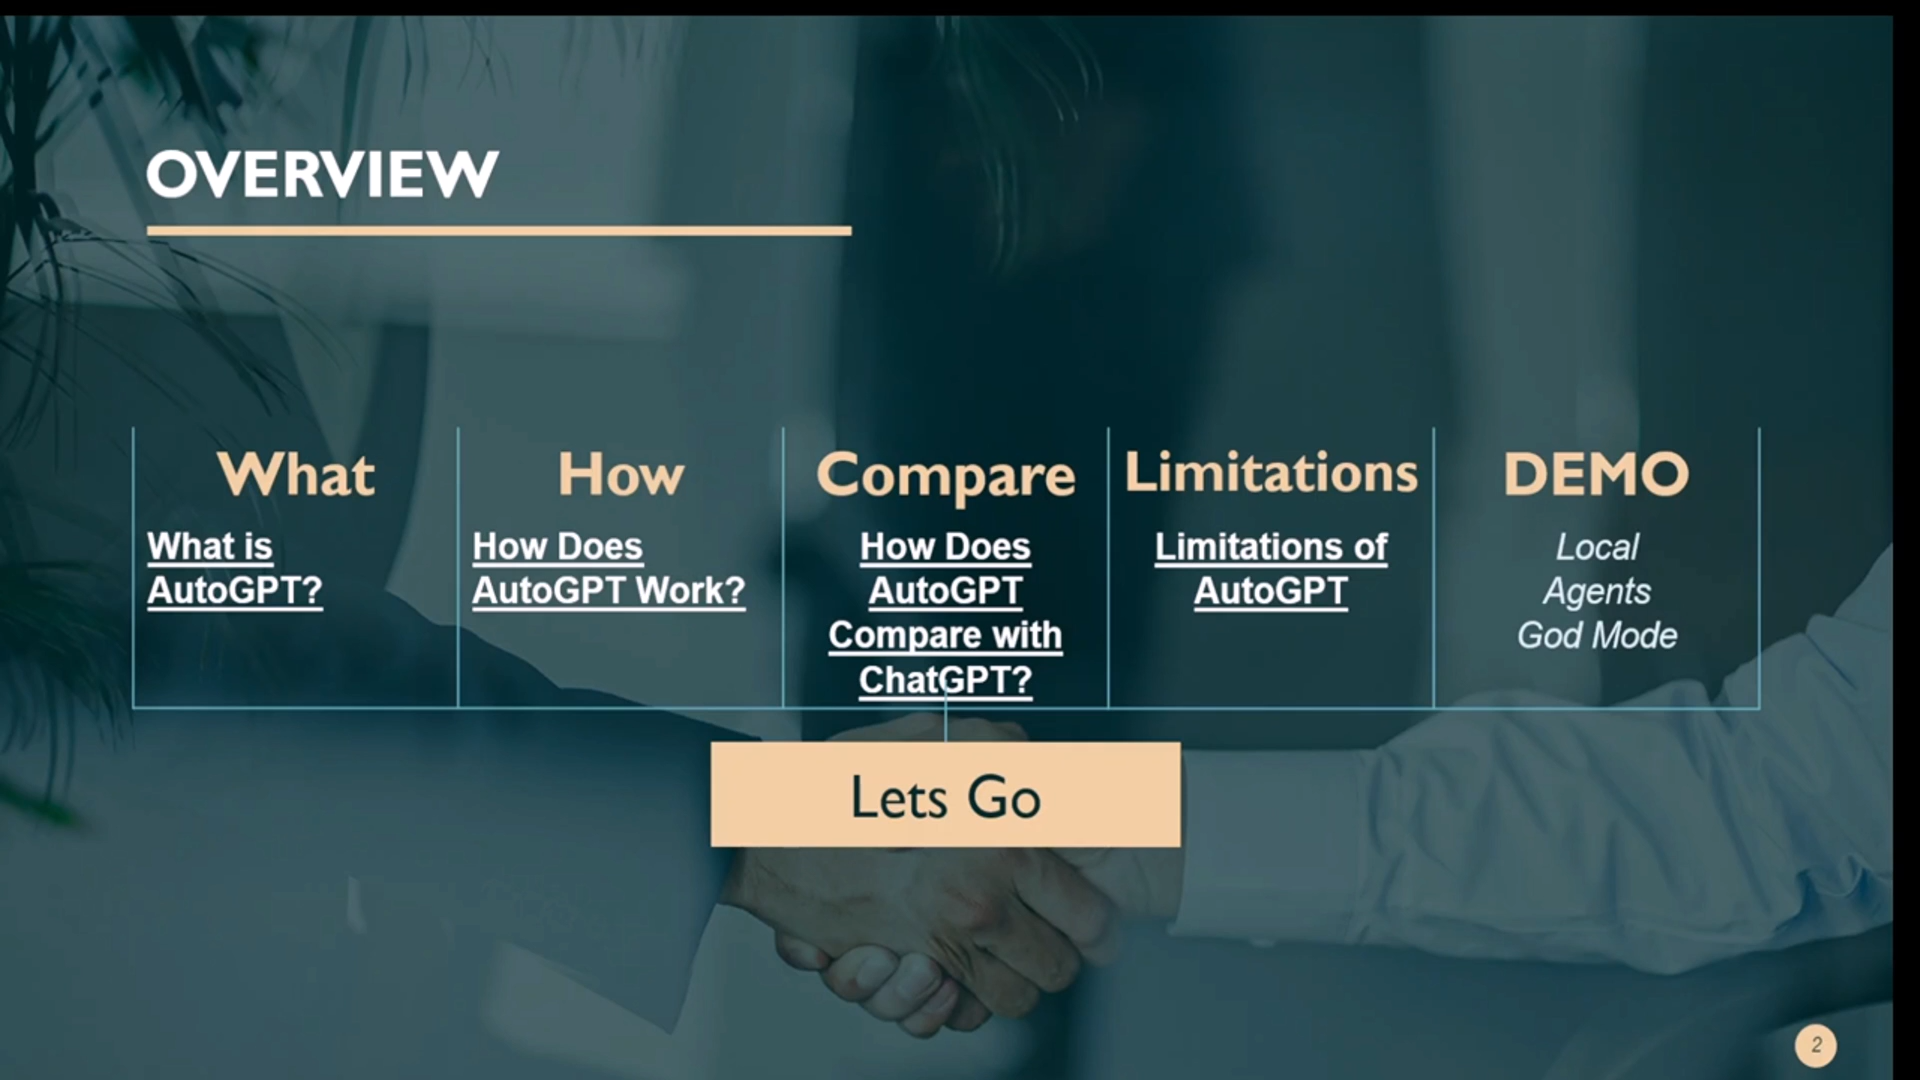 OVERVIEW
What
What is
AutoGPT?
How
How Does
AutoGPT Work?
Compare
How Does
AutoGPT
Compare with
ChatGPT?
Limitations
Limitations of
AutoGPT
DEMO
Local
Agents
God Mode
Lets Go
2